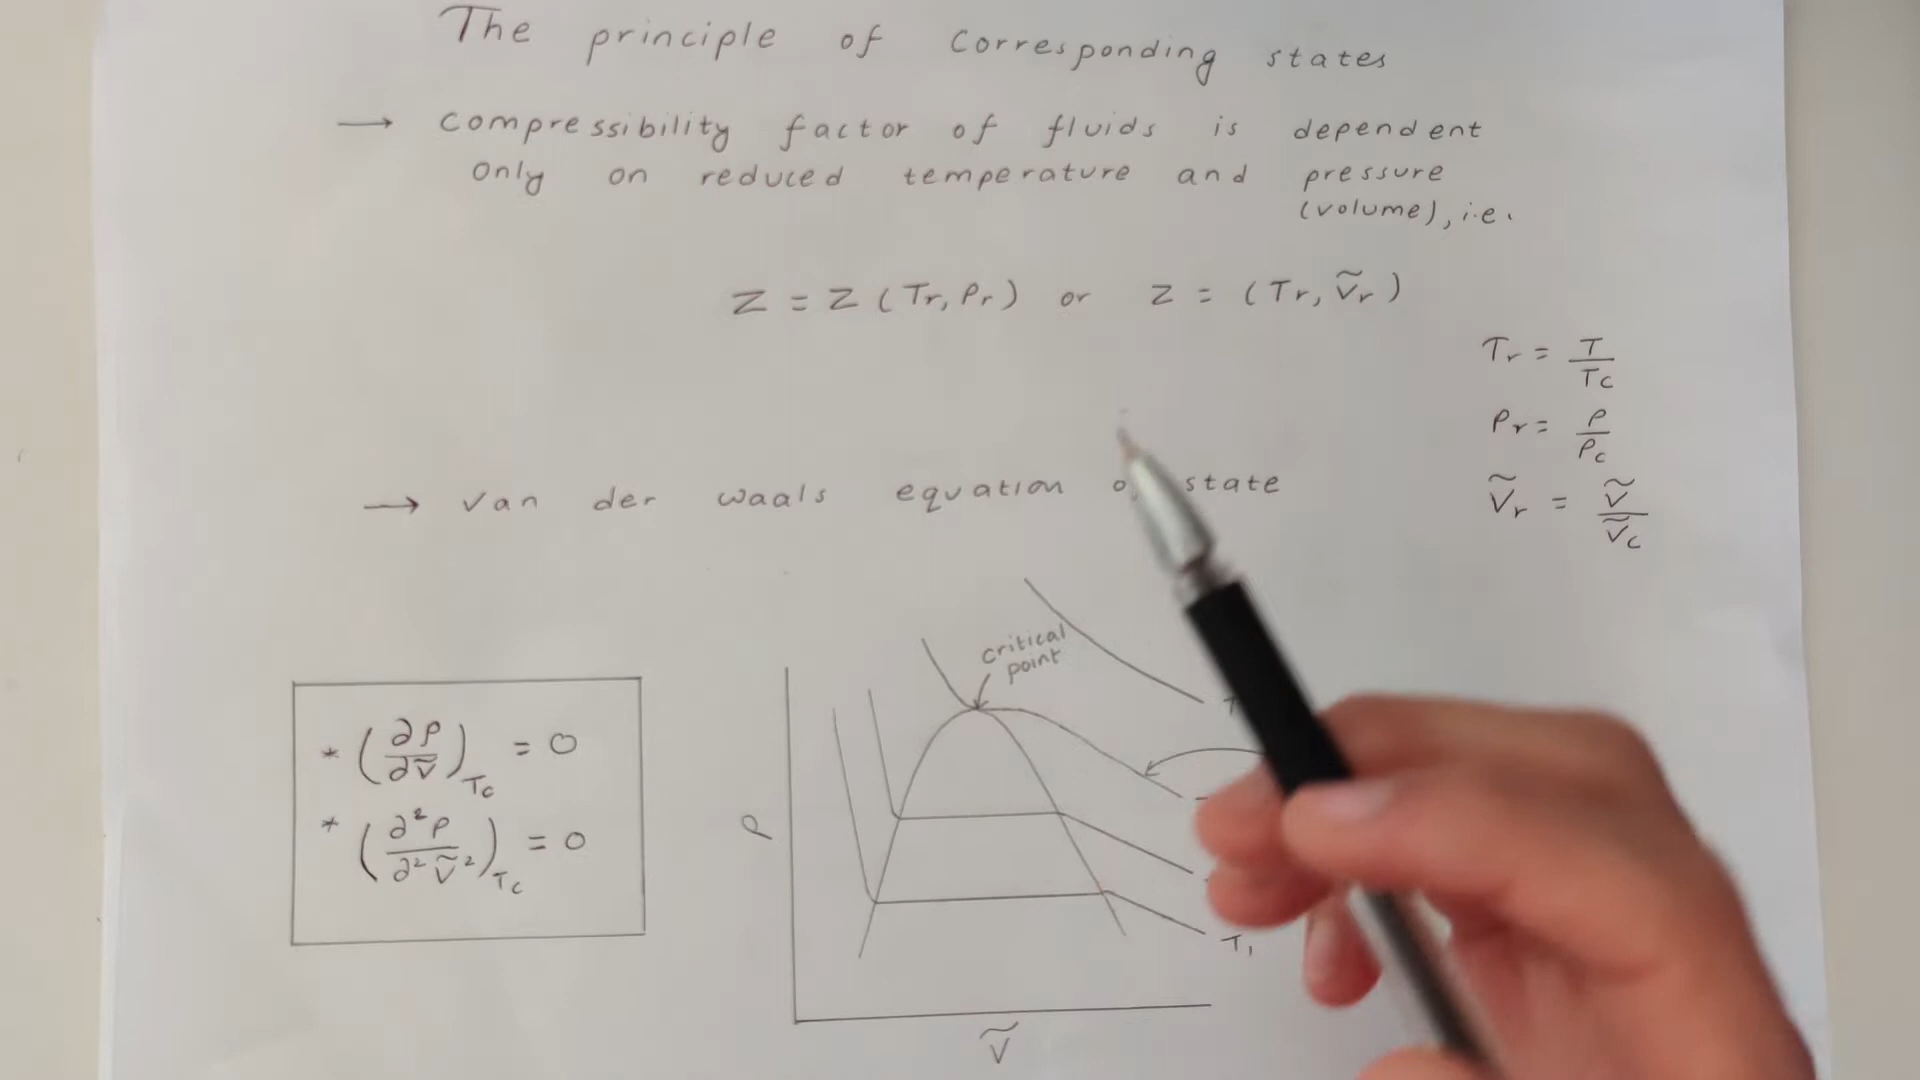 The principle of corresponding states
→ compressibility factor of fluids is dependent
only on reduced temperature and pressure
(volume), i.e.
Z = Z (Tr, Pr) or Z = (Tr, Ṽr)
Tr = T/Tc
Pr = P/Pc
Ṽr = Ṽ/Ṽc
→ van der waals equation state
critical
point
* (∂P/∂Ṽ)Tc = 0
* (∂²P/∂²Ṽ²)Tc = 0
P
T₁
Ṽ